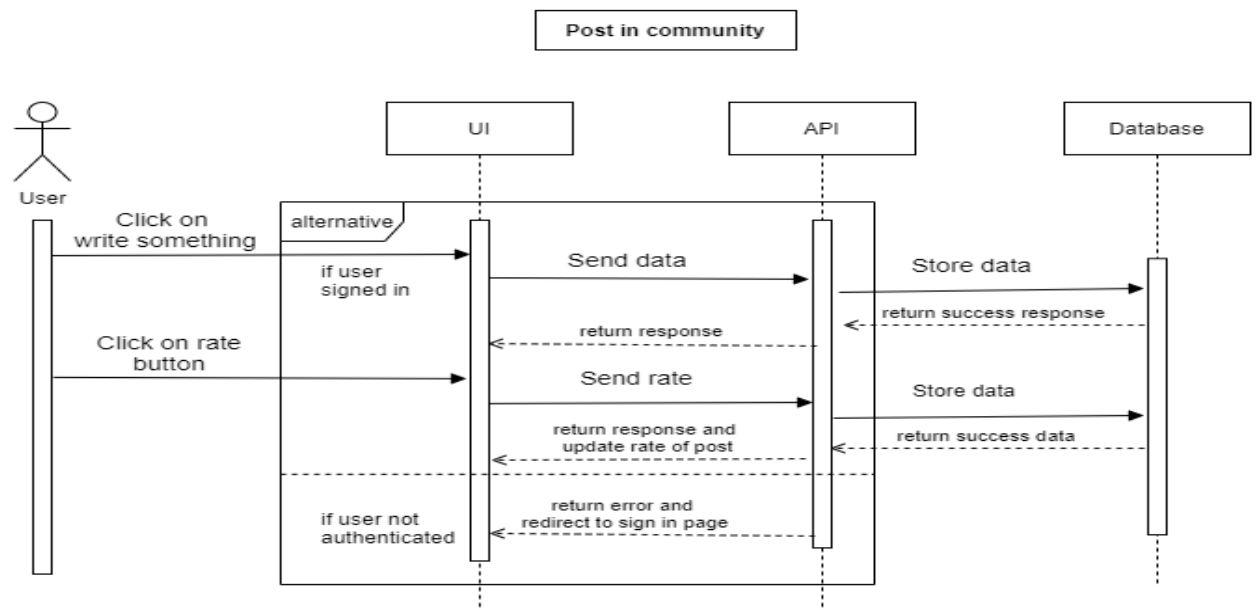 Post in community
UI
API
Database
User
Click on
write something
alternative
if user
signed in
Send data
Store data
return success response
return response
Click on rate
button
Send rate
Store data
return response and
update rate of post
return success data
if user not
authenticated
return error and
redirect to sign in page